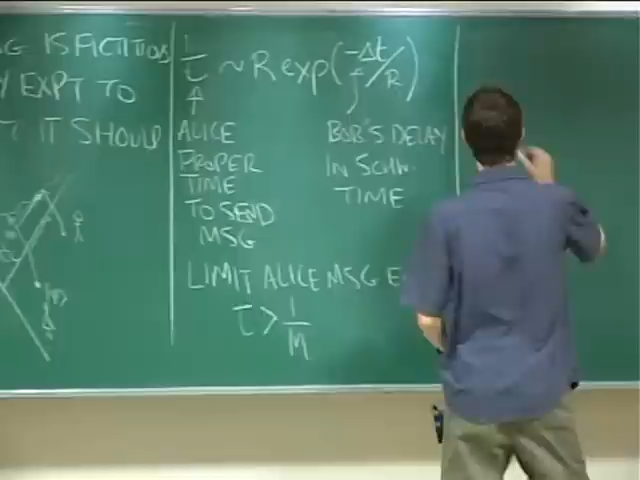 IS FICTITIOUS
EXPT TO
IT SHOULD
1/τ ~ R exp(-Δt/R)
ALICE
PROPER
TIME
TO SEND
MSG
BOB'S DELAY
IN SCHW.
TIME
LIMIT ALICE MSG E
τ > 1/M